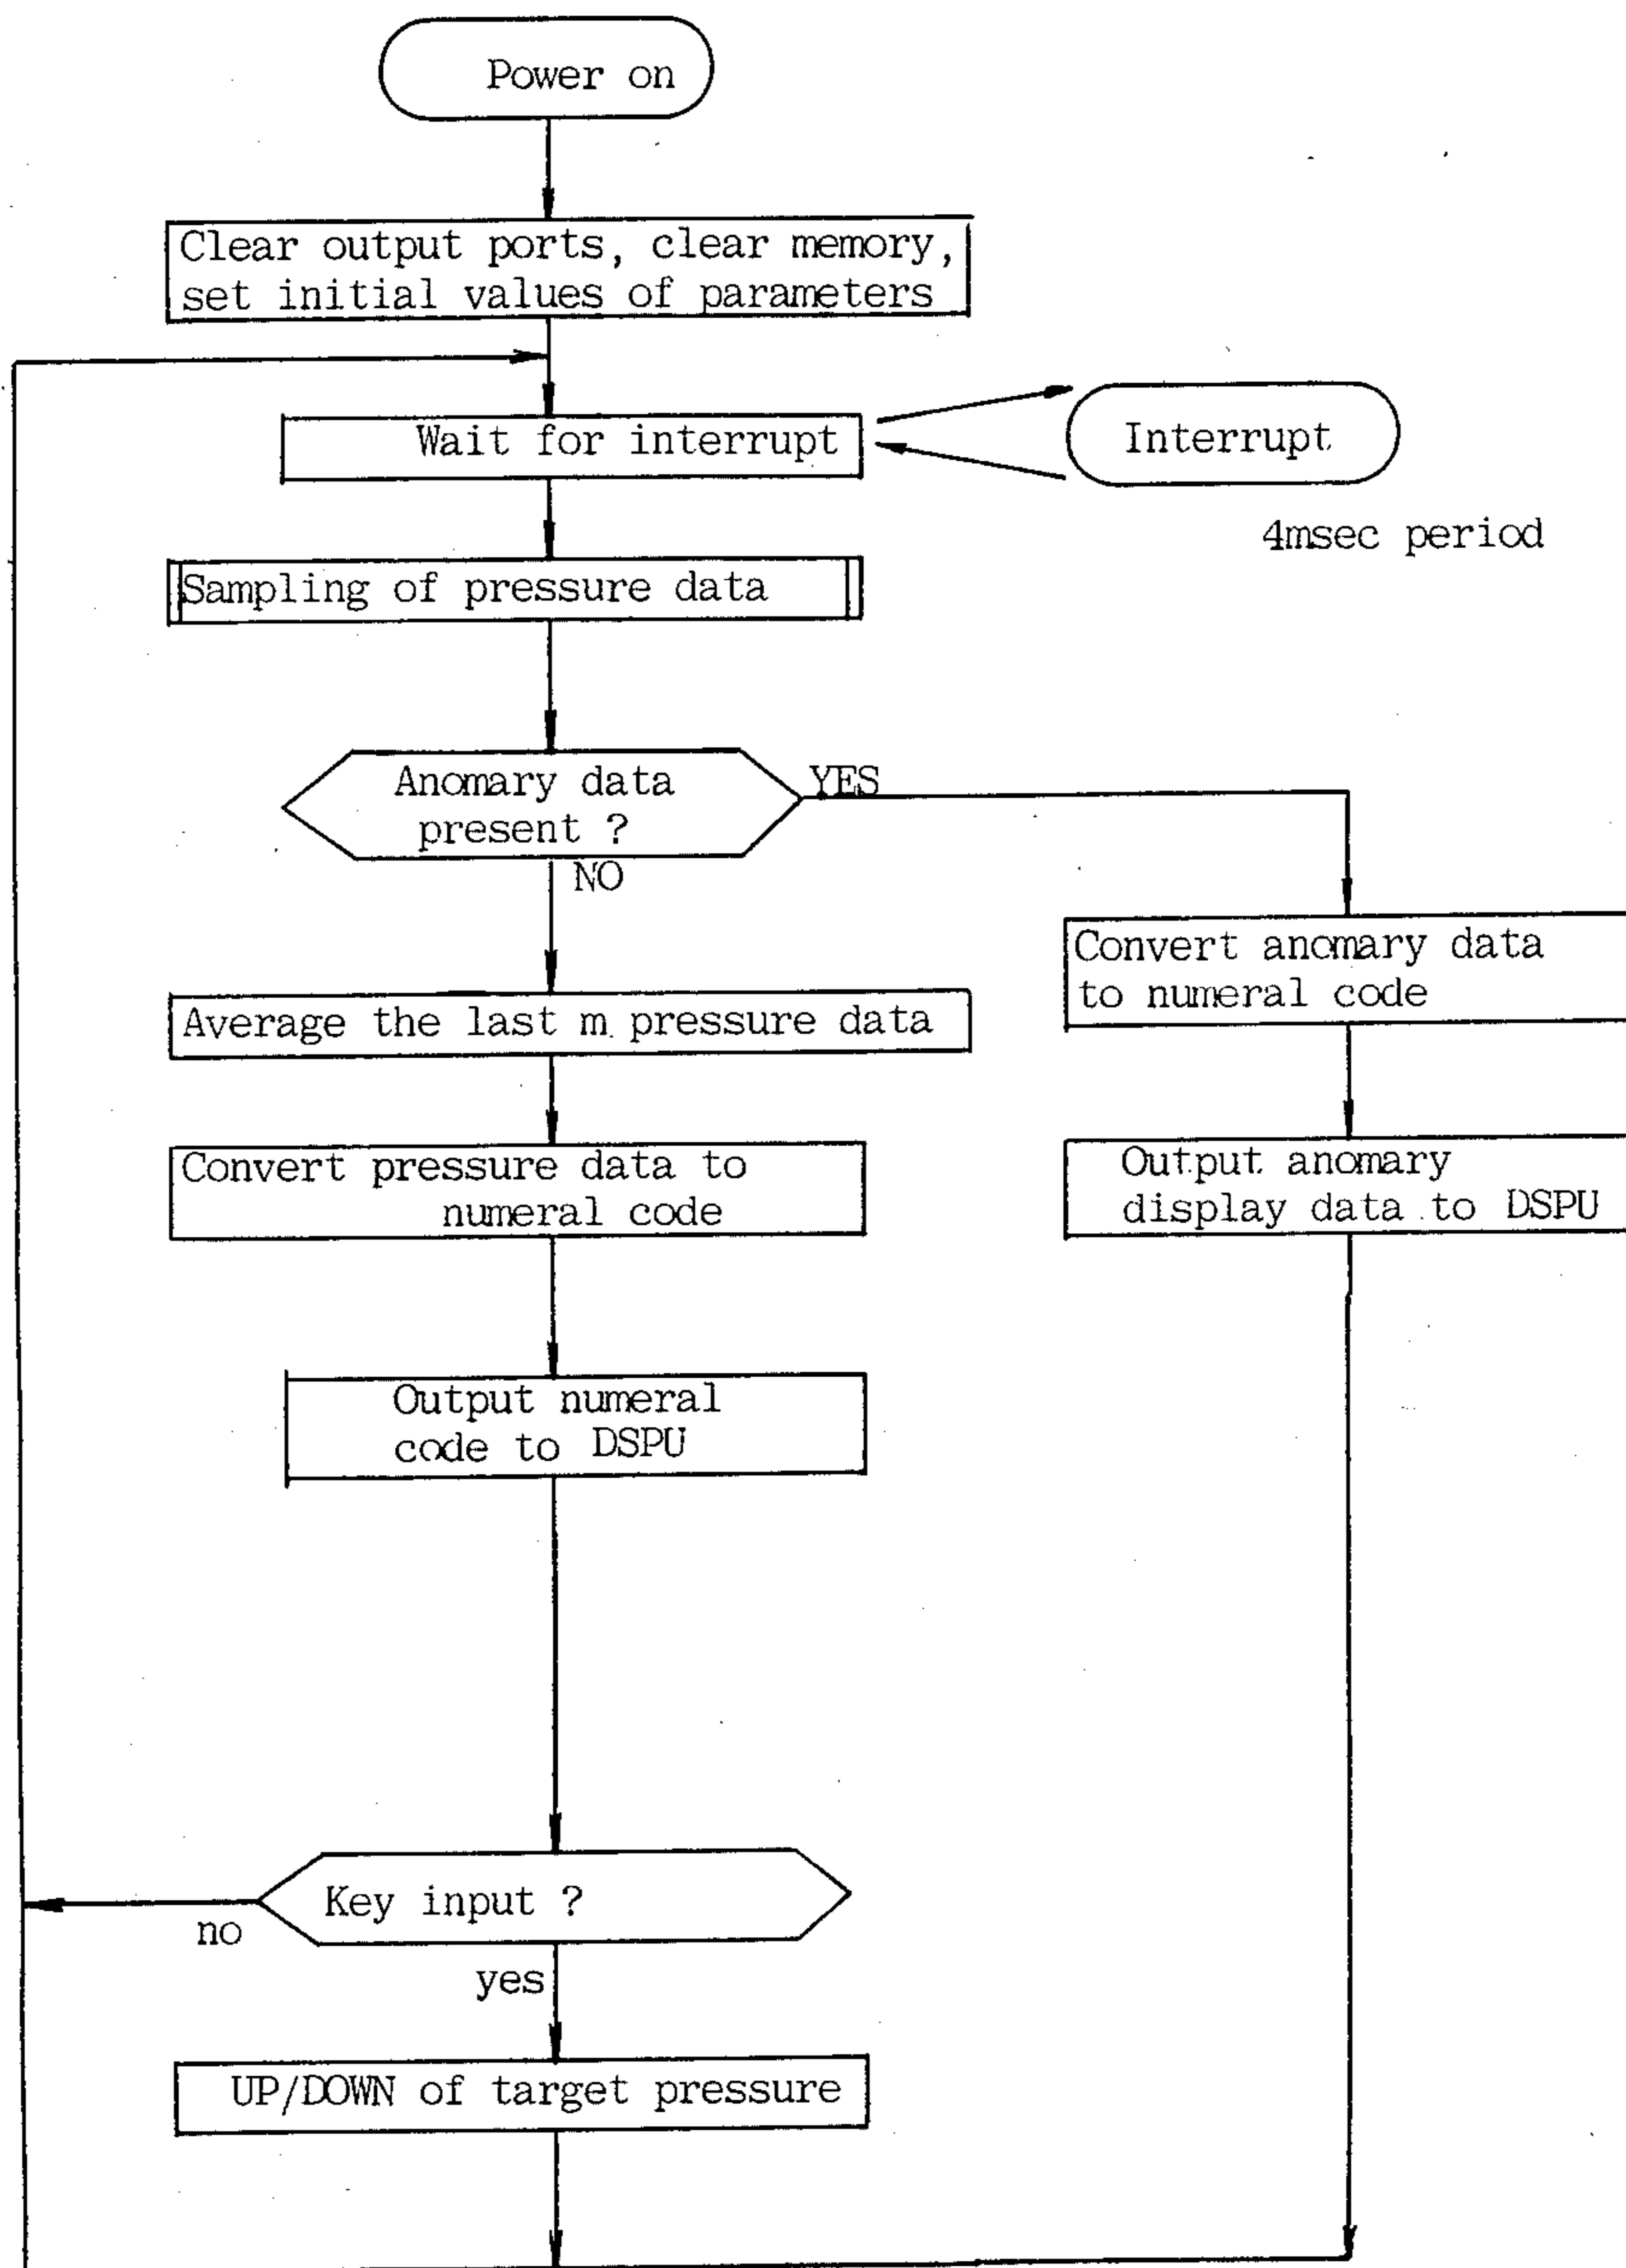 Power on
Clear output ports, clear memory,
set initial values of parameters
Wait for interrupt
Interrupt
4msec period
Sampling of pressure data
Anomary data
present ?
YES
NO
Convert anomary data
to numeral code
Average the last m pressure data
Convert pressure data to
numeral code
Output anomary
display data to DSPU
Output numeral
code to DSPU
Key input ?
no
yes
UP/DOWN of target pressure